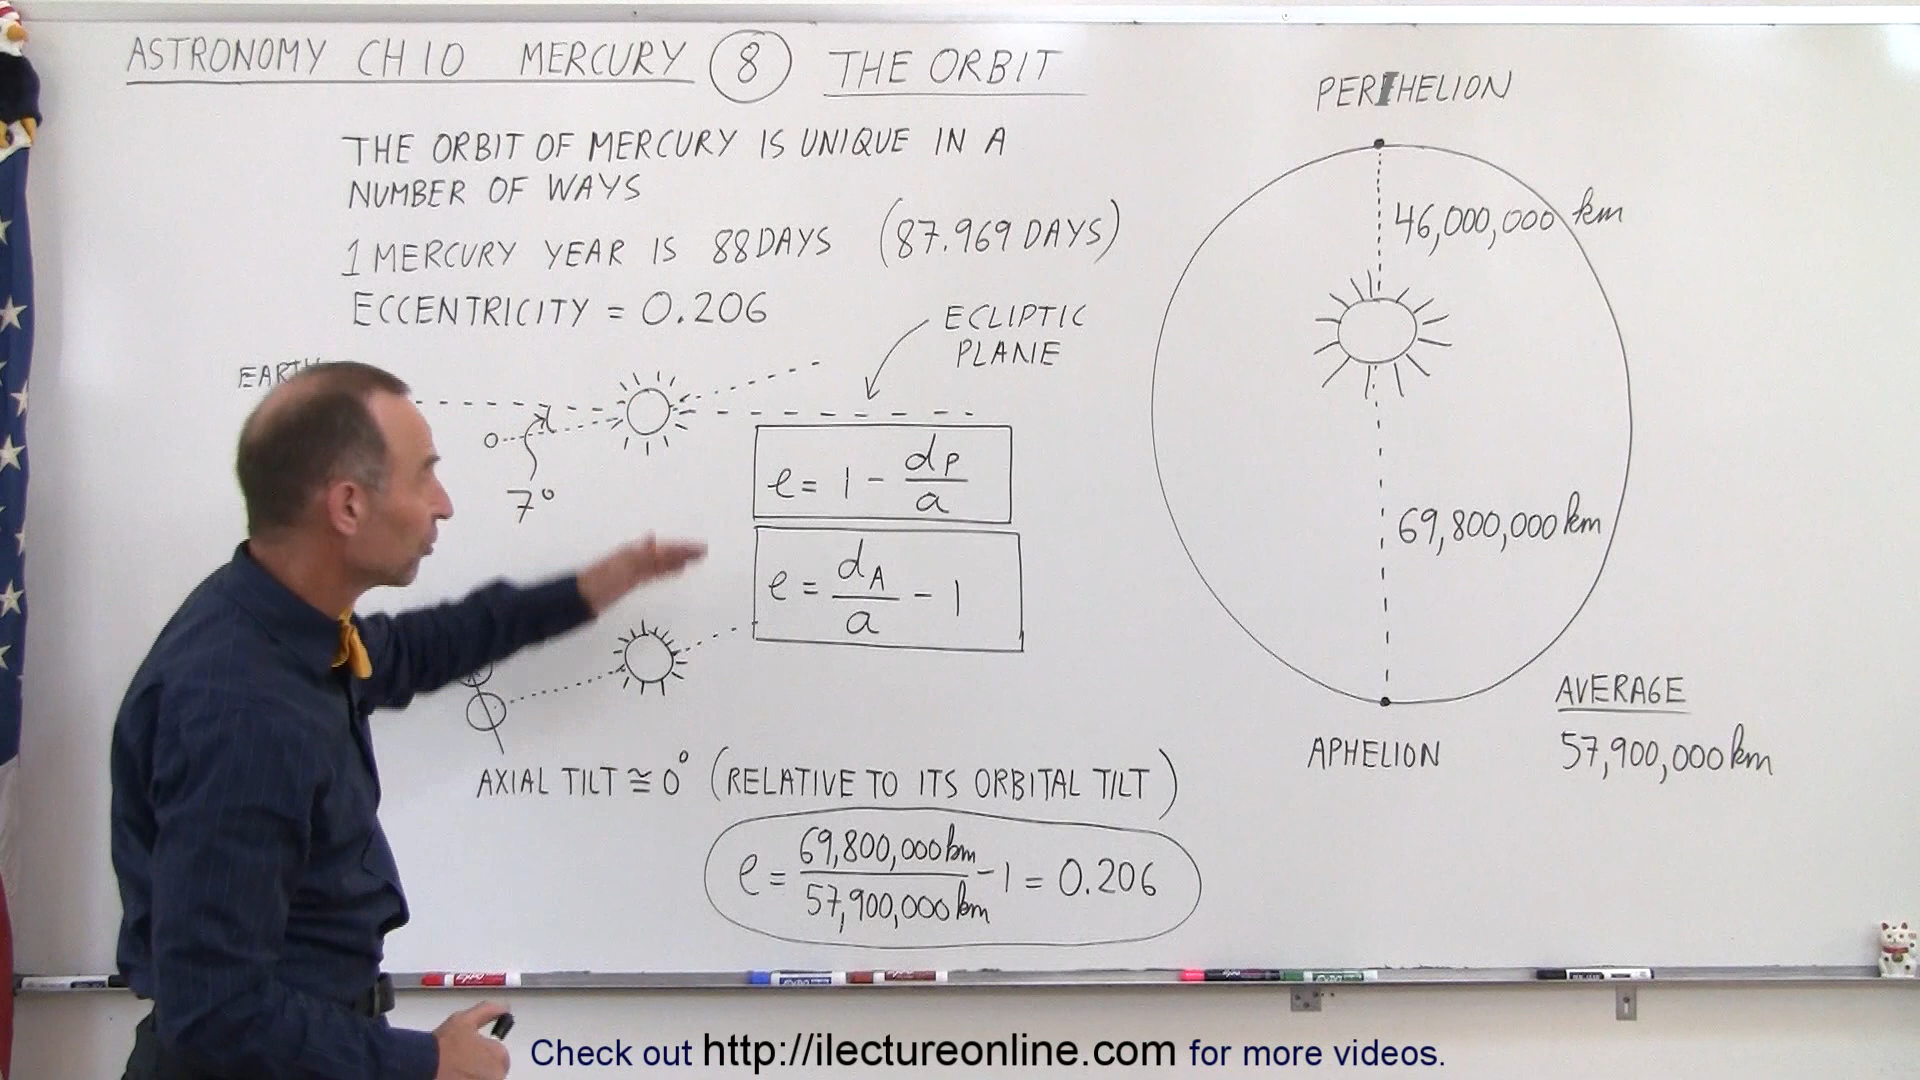 ASTRONOMY CH 10 MERCURY 8 THE ORBIT
THE ORBIT OF MERCURY IS UNIQUE IN A
NUMBER OF WAYS
1 MERCURY YEAR IS 88 DAYS (87.969 DAYS)
ECCENTRICITY = 0.206
EARTH
ECLIPTIC
PLANE
7°
e = 1 - dP/a
e = dA/a - 1
AXIAL TILT ≅ 0° (RELATIVE TO ITS ORBITAL TILT)
e = 69,800,000 km / 57,900,000 km - 1 = 0.206
PERIHELION
46,000,000 km
69,800,000 km
APHELION
AVERAGE
57,900,000 km
Check out http://ilectureonline.com for more videos.